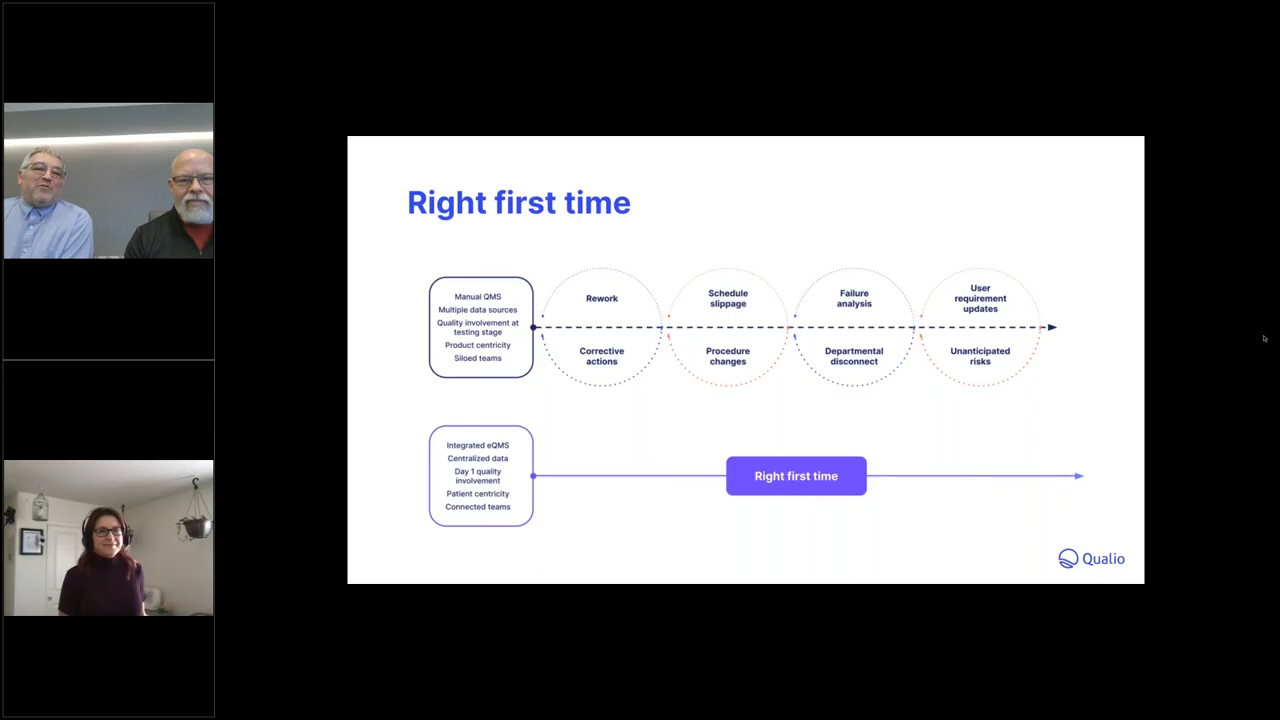 Right first time
Manual QMS
Multiple data sources
Quality involvement at
testing stage
Product centricity
Siloed teams
Rework
Corrective
actions
Schedule
slippage
Procedure
changes
Failure
analysis
Departmental
disconnect
User
requirement
updates
Unanticipated
risks
Integrated eQMS
Centralized data
Day 1 quality
involvement
Patient centricity
Connected teams
Right first time
Qualio